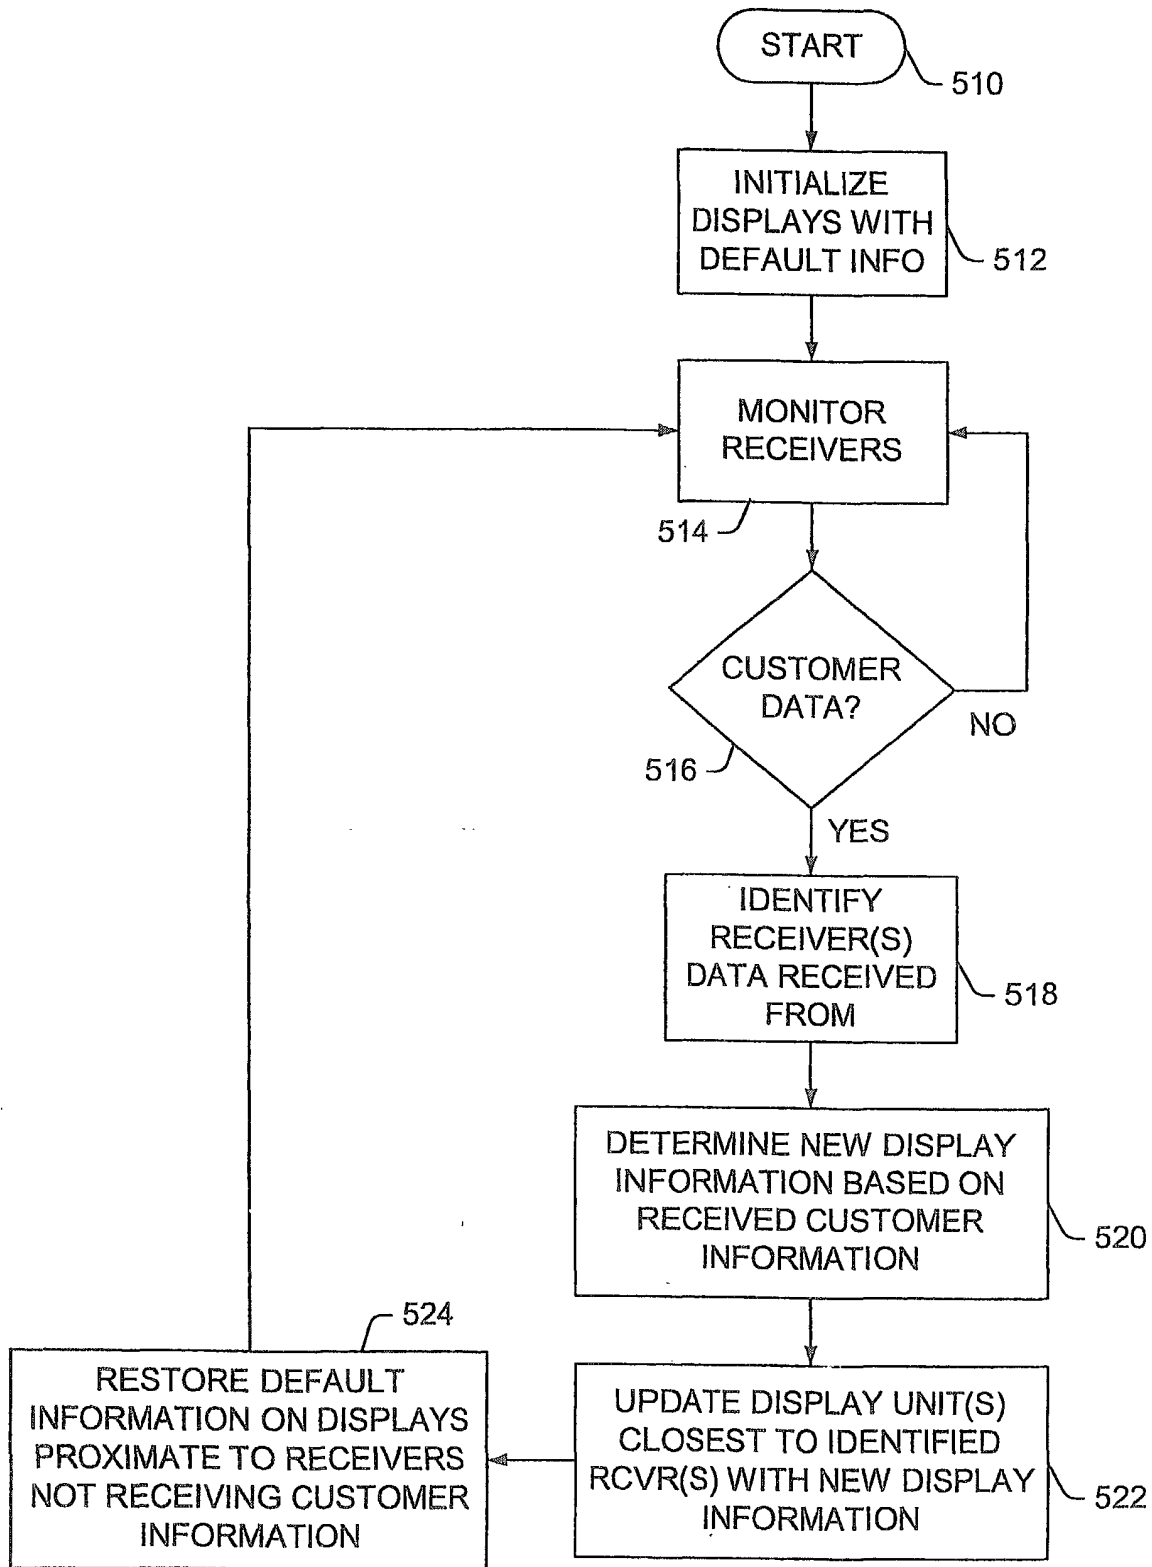 START
510
INITIALIZE
DISPLAYS WITH
DEFAULT INFO
512
MONITOR
RECEIVERS
514
CUSTOMER
DATA?
NO
516
YES
IDENTIFY
RECEIVER(S)
DATA RECEIVED
FROM
518
DETERMINE NEW DISPLAY
INFORMATION BASED ON
RECEIVED CUSTOMER
INFORMATION
520
UPDATE DISPLAY UNIT(S)
CLOSEST TO IDENTIFIED
RCVR(S) WITH NEW DISPLAY
INFORMATION
522
524
RESTORE DEFAULT
INFORMATION ON DISPLAYS
PROXIMATE TO RECEIVERS
NOT RECEIVING CUSTOMER
INFORMATION